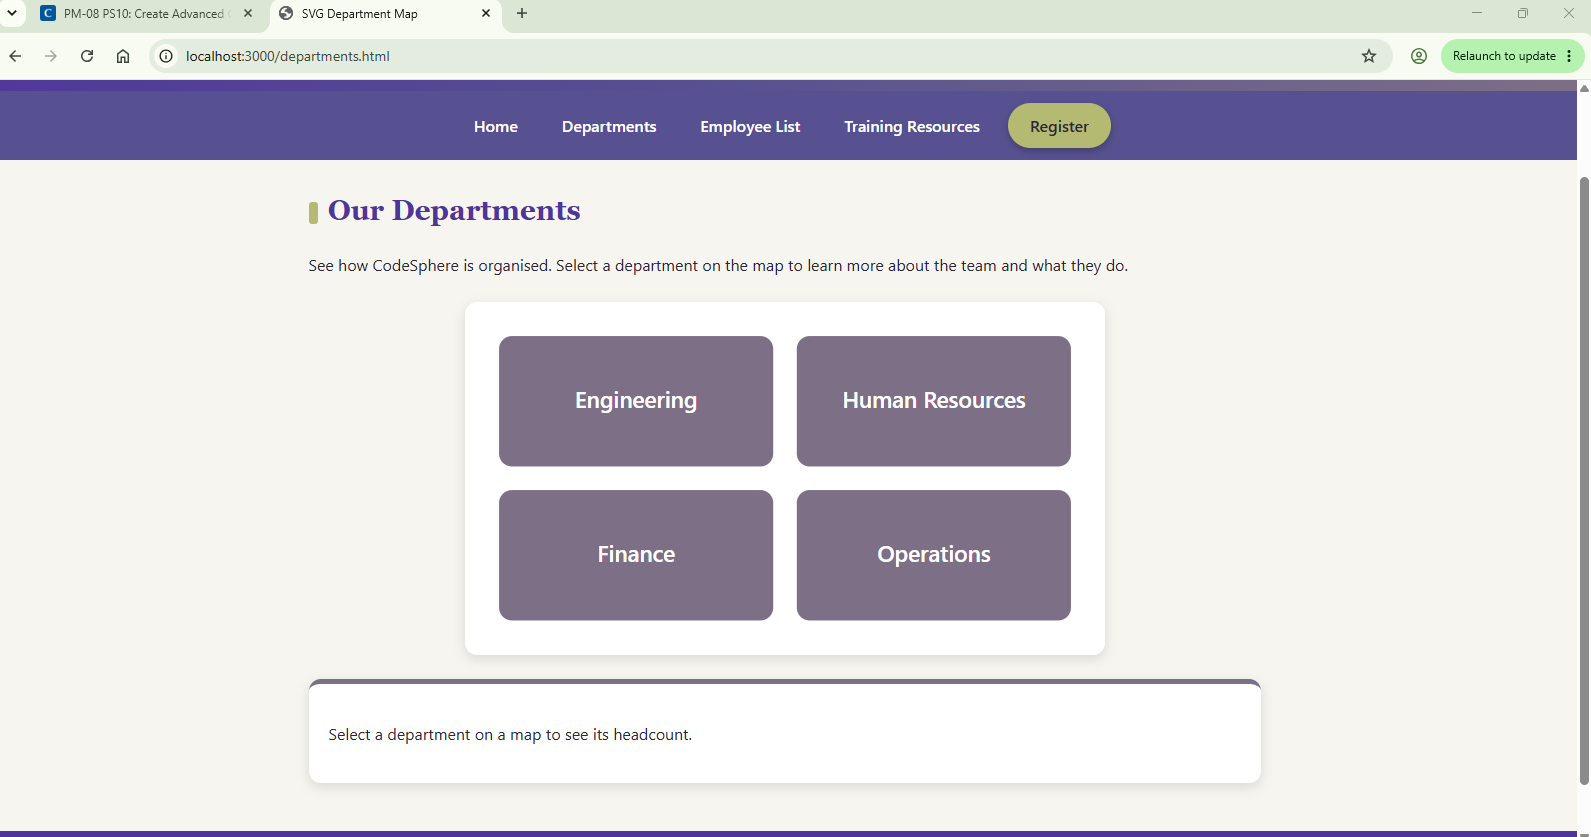 PM-08 PS10: Create Advanced
SVG Department Map
localhost:3000/departments.html
Relaunch to update
Home
Departments
Employee List
Training Resources
Register
Our Departments
See how CodeSphere is organised. Select a department on the map to learn more about the team and what they do.
Engineering
Human Resources
Finance
Operations
Select a department on a map to see its headcount.